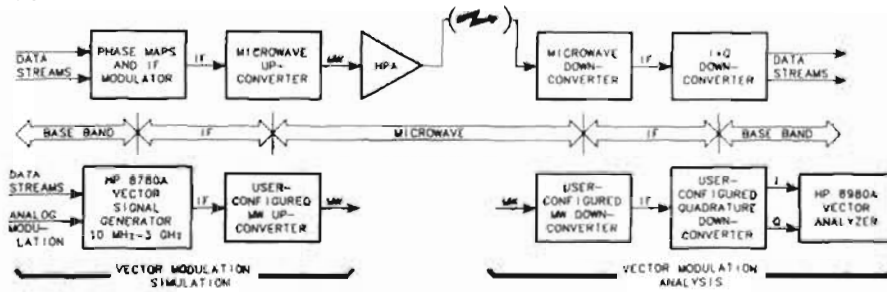 DATA
STREAMS
PHASE MAPS
AND IF
MODULATOR
IF
MICROWAVE
UP-
CONVERTER
MW
HPA
MICROWAVE
DOWN-
CONVERTER
IF
I+Q
DOWN-
CONVERTER
DATA
STREAMS
BASE BAND
IF
MICROWAVE
IF
BASE BAND
DATA
STREAMS
ANALOG
MODU-
LATION
HP 8780A
VECTOR
SIGNAL
GENERATOR
10 MHz-3 GHz
IF
USER-
CONFIGURED
MW UP-
CONVERTER
MW
MW
USER-
CONFIGURED
MW DOWN-
CONVERTER
IF
USER-
CONFIGURED
QUADRATURE
DOWN-
CONVERTER
I
Q
HP 8980A
VECTOR
ANALYZER
VECTOR MODULATION
SIMULATION
VECTOR MODULATION
ANALYSIS